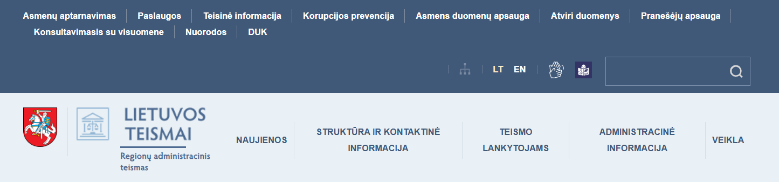 Asmenų aptarnavimas Paslaugos Teisinė informacija Korupcijos prevencija Asmens duomenų apsauga Atviri duomenys Pranešėjų apsauga
Konsultavimasis su visuomene Nuorodos DUK
LT EN
LIETUVOS
TEISMAI
Regionų administracinis
teismas
NAUJIENOS
STRUKTŪRA IR KONTAKTINĖ
INFORMACIJA
TEISMO
LANKYTOJAMS
ADMINISTRACINĖ
INFORMACIJA
VEIKLA